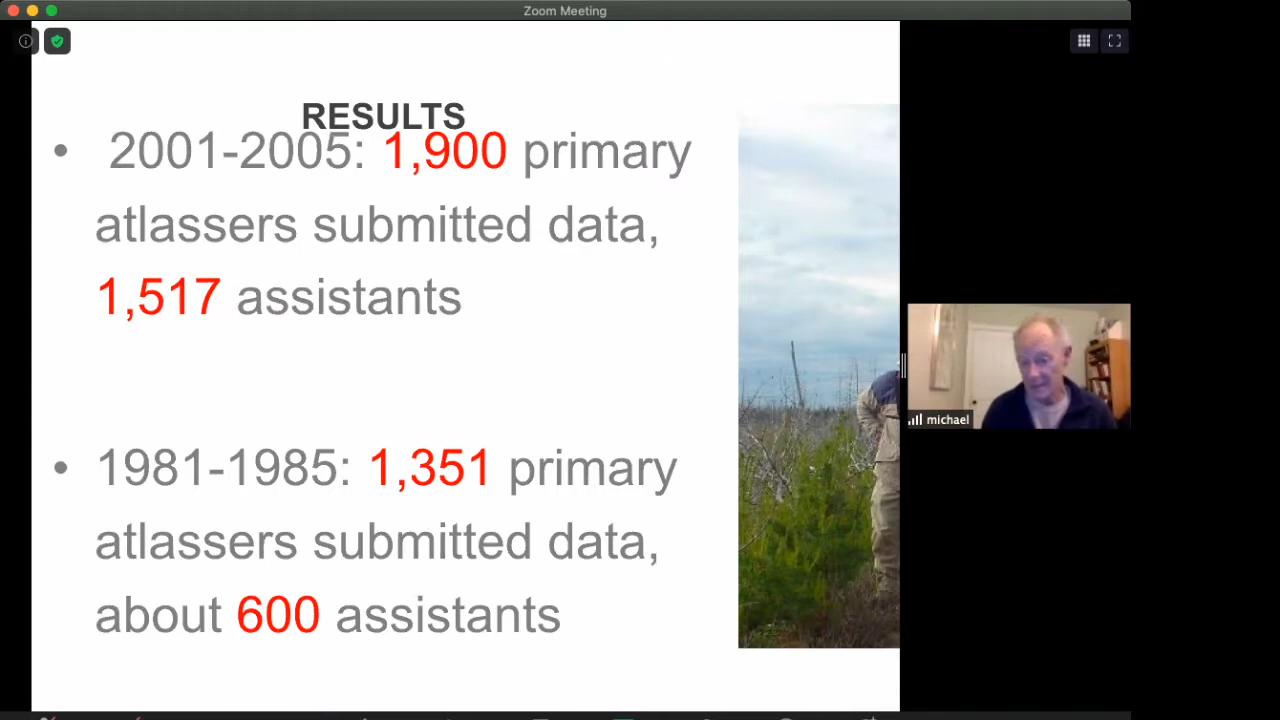 Zoom Meeting
RESULTS
• 2001-2005: 1,900 primary
atlassers submitted data,
1,517 assistants
• 1981-1985: 1,351 primary
atlassers submitted data,
about 600 assistants
michael